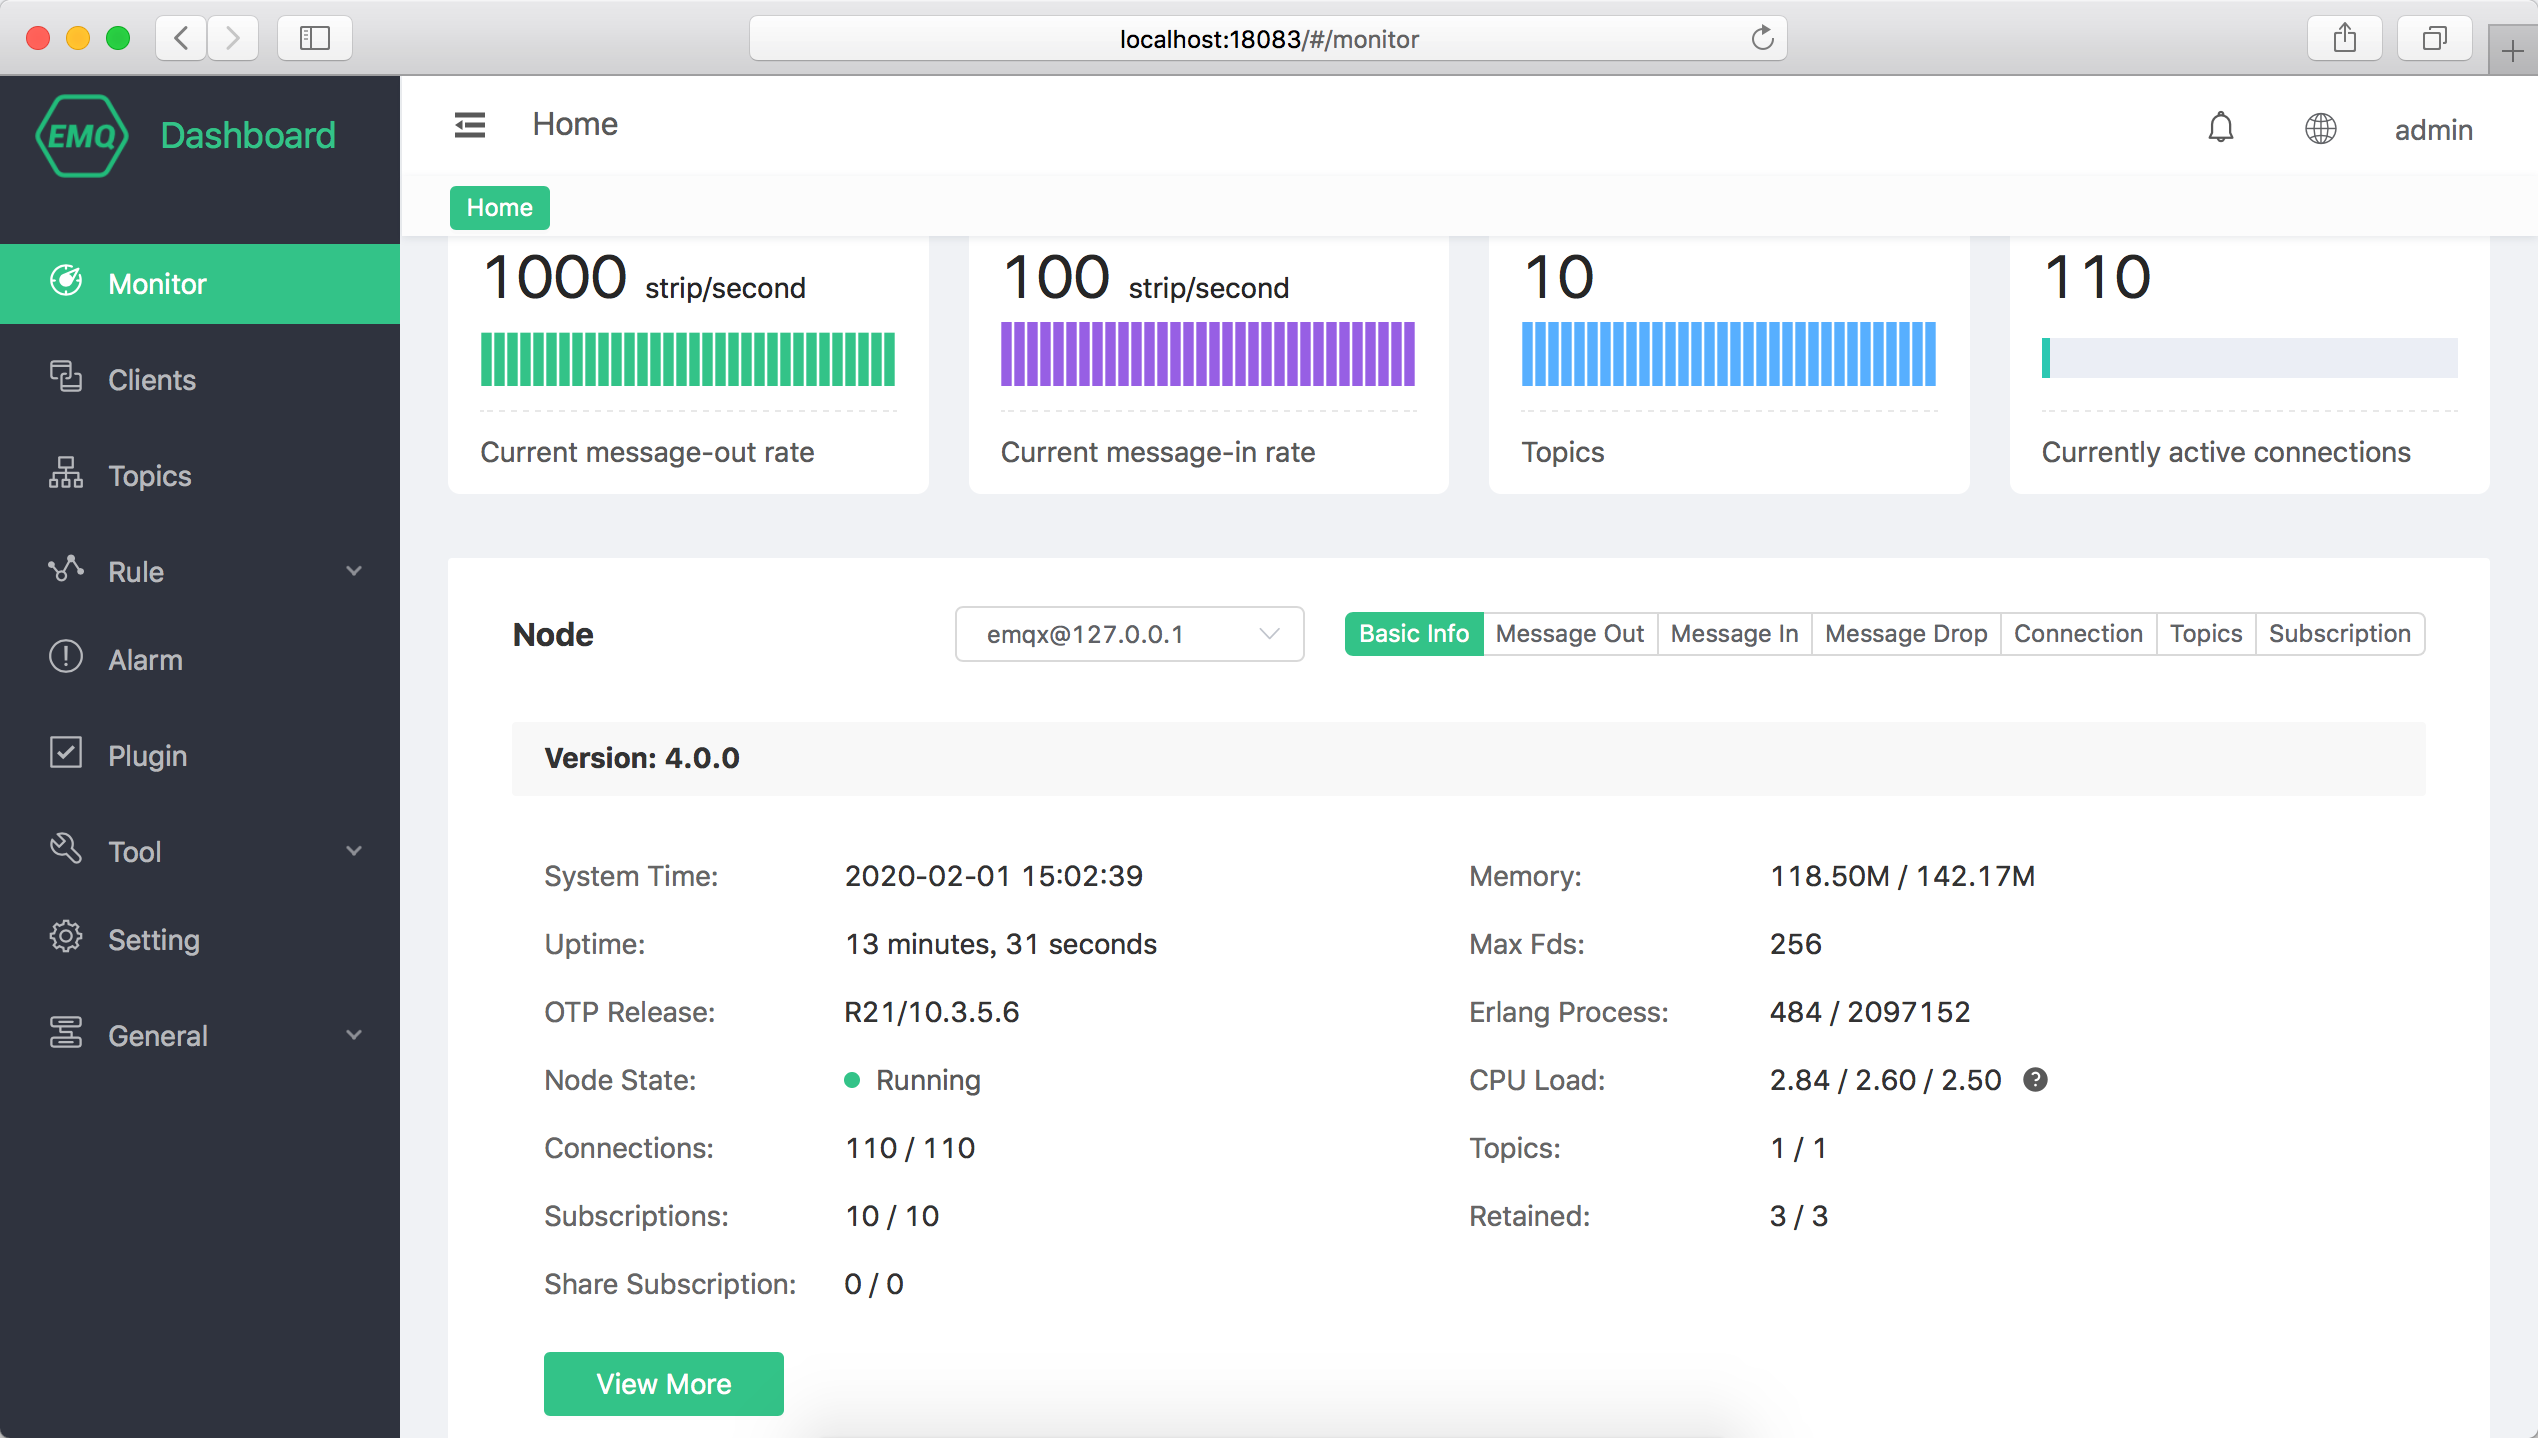 localhost:18083/#/monitor
EMQ Dashboard
Home
admin
Home
Monitor
Clients
Topics
Rule
Alarm
Plugin
Tool
Setting
General
1000 strip/second
Current message-out rate
100 strip/second
Current message-in rate
10
Topics
110
Currently active connections
Node
emqx@127.0.0.1
Basic Info Message Out Message In Message Drop Connection Topics Subscription
Version: 4.0.0
System Time: 2020-02-01 15:02:39
Uptime: 13 minutes, 31 seconds
OTP Release: R21/10.3.5.6
Node State: Running
Connections: 110 / 110
Subscriptions: 10 / 10
Share Subscription: 0 / 0
Memory: 118.50M / 142.17M
Max Fds: 256
Erlang Process: 484 / 2097152
CPU Load: 2.84 / 2.60 / 2.50
Topics: 1 / 1
Retained: 3 / 3
View More